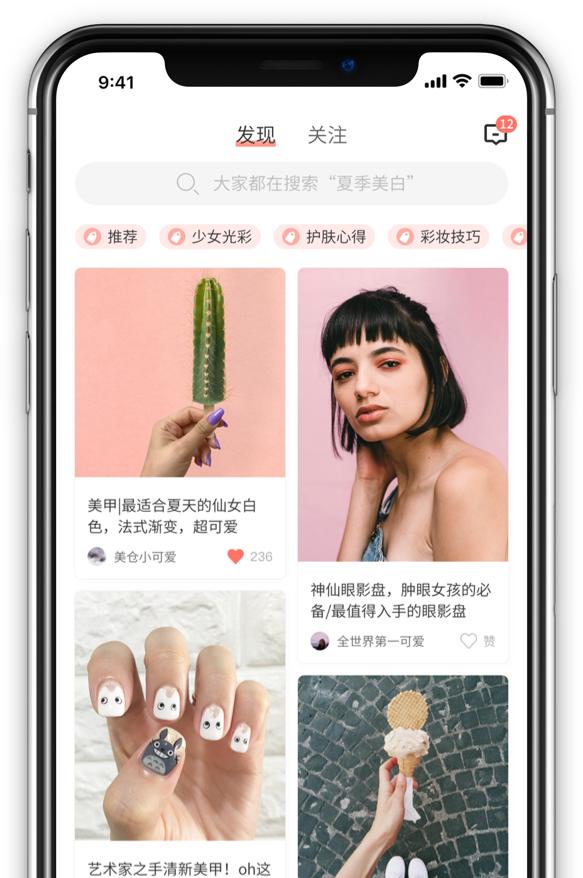 9:41
发现 关注
12
大家都在搜索“夏季美白”
推荐 少女光彩 护肤心得 彩妆技巧
美甲|最适合夏天的仙女白
色，法式渐变，超可爱
美仓小可爱 236
神仙眼影盘，肿眼女孩的必
备/最值得入手的眼影盘
全世界第一可爱 赞
艺术家之手清新美甲！oh这